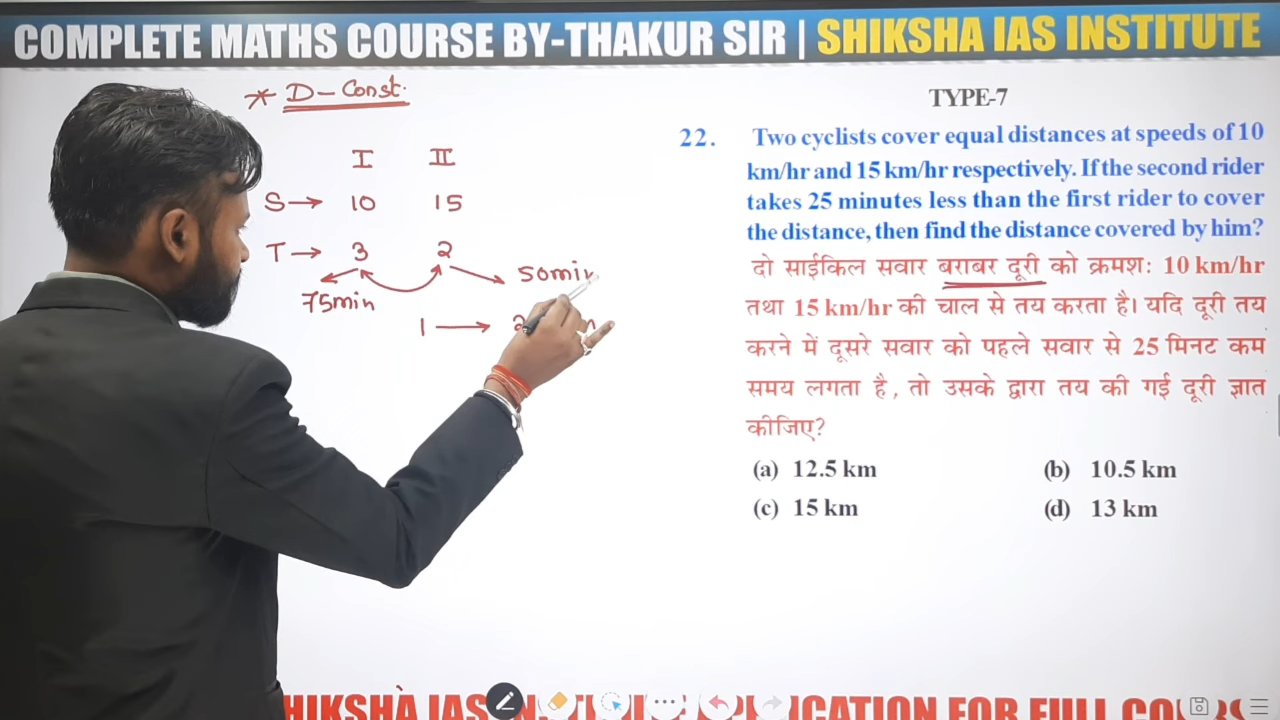 COMPLETE MATHS COURSE BY-THAKUR SIR | SHIKSHA IAS INSTITUTE
* D-Const.
I II
S→ 10 15
T→ 3 2
50min
75min
1 →
TYPE-7
22. Two cyclists cover equal distances at speeds of 10
km/hr and 15 km/hr respectively. If the second rider
takes 25 minutes less than the first rider to cover
the distance, then find the distance covered by him?
दो साईकिल सवार बराबर दूरी को क्रमश: 10 km/hr
तथा 15 km/hr की चाल से तय करता है। यदि दूरी तय
करने में दूसरे सवार को पहले सवार से 25 मिनट कम
समय लगता है, तो उसके द्वारा तय की गई दूरी ज्ञात
कीजिए?
(a) 12.5 km (b) 10.5 km
(c) 15 km (d) 13 km
FOR FULL